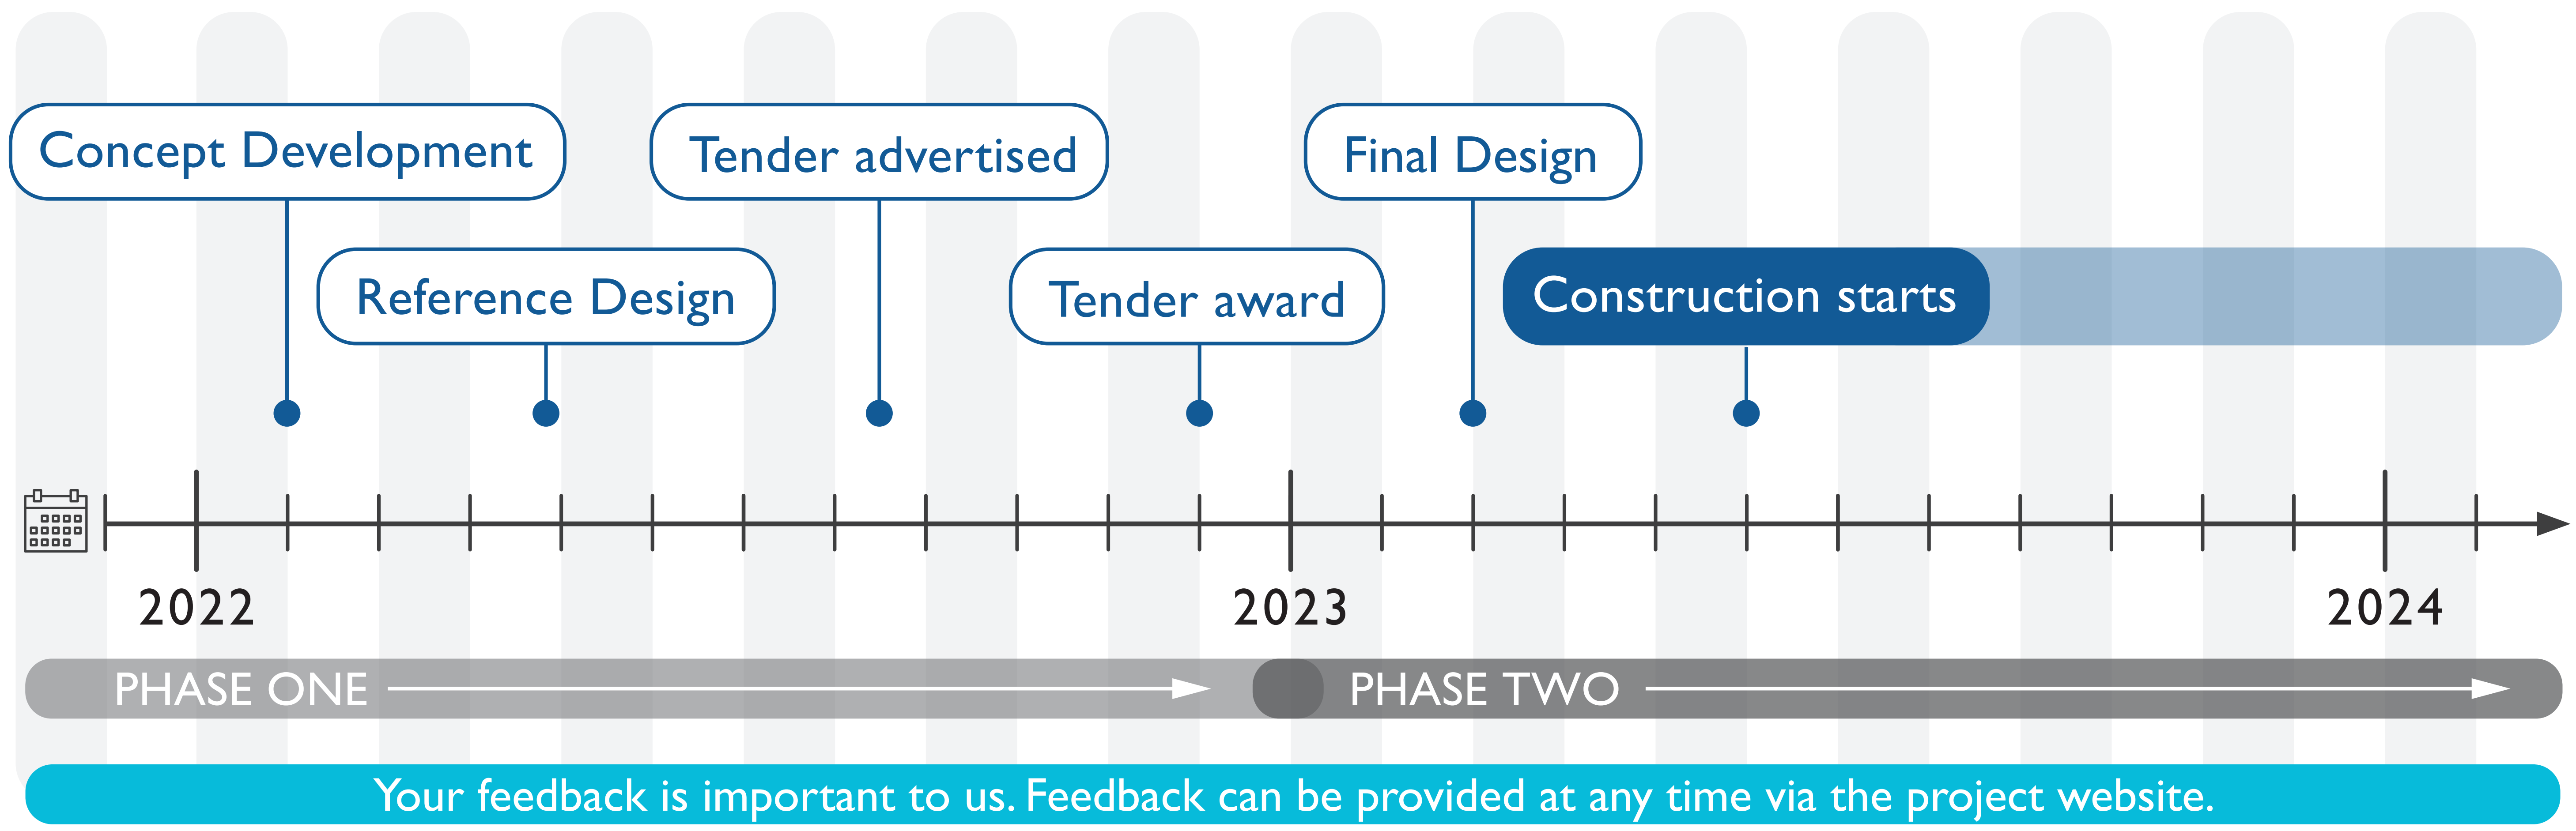 Concept Development
Tender advertised
Final Design
Reference Design
Tender award
Construction starts
2022
2023
2024
PHASE ONE
PHASE TWO
Your feedback is important to us. Feedback can be provided at any time via the project website.